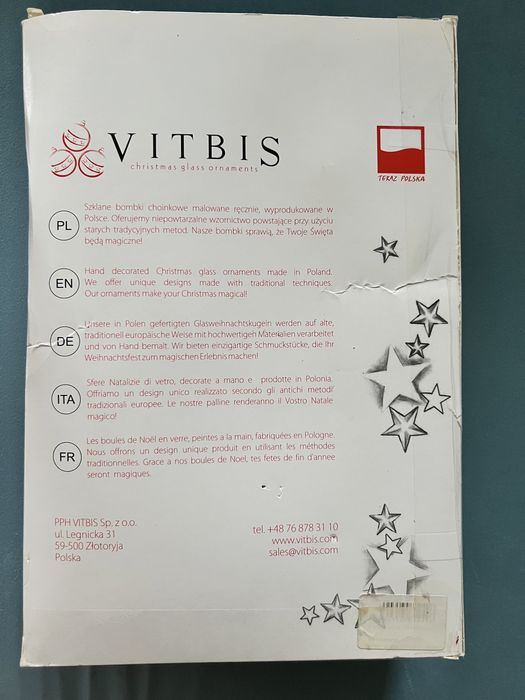 VITBIS
christmas glass ornaments
TERAZ POLSKA
PL
Szklane bombki choinkowe malowane ręcznie, wyprodukowane w
Polsce. Oferujemy niepowtarzalne wzornictwo powstające przy użyciu
starych tradycyjnych metod. Nasze bombki sprawią, że Twoje Święta
będą magiczne!
EN
Hand decorated Christmas glass ornaments made in Poland.
We offer unique designs made with traditional techniques.
Our ornaments make your Christmas magical!
DE
Unsere in Polen gefertigten Glasweihnachtskugeln werden auf alte,
traditionell europäische Weise mit hochwertigen Materialien verarbeitet
und von Hand bemalt. Wir bieten einzigartige Schmuckstücke, die Ihr
Weihnachtsfest zum magischen Erlebnis machen!
ITA
Sfere Natalizie di vetro, decorate a mano e prodotte in Polonia.
Offriamo un design unico realizzato secondo gli antichi metodi
tradizionali europee. Le nostre palline renderanno il Vostro Natale
magico!
FR
Les boules de Noël en verre, peintes a la main, fabriquées en Pologne.
Nous offrons un design unique produit en utilisant les méthodes
traditionnelles. Grace a nos boules de Noel, tes fetes de fin d'annee
seront magiques.
PPH VITBIS Sp. z o.o.
ul. Legnicka 31
59-500 Złotoryja
Polska
tel. +48 76 878 31 10
www.vitbis.com
sales@vitbis.com